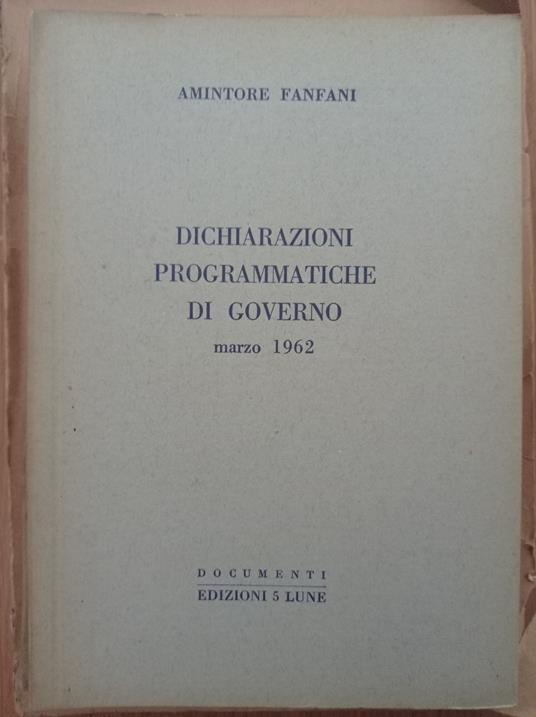 AMINTORE FANFANI
DICHIARAZIONI
PROGRAMMATICHE
DI GOVERNO
marzo 1962
DOCUMENTI
EDIZIONI 5 LUNE